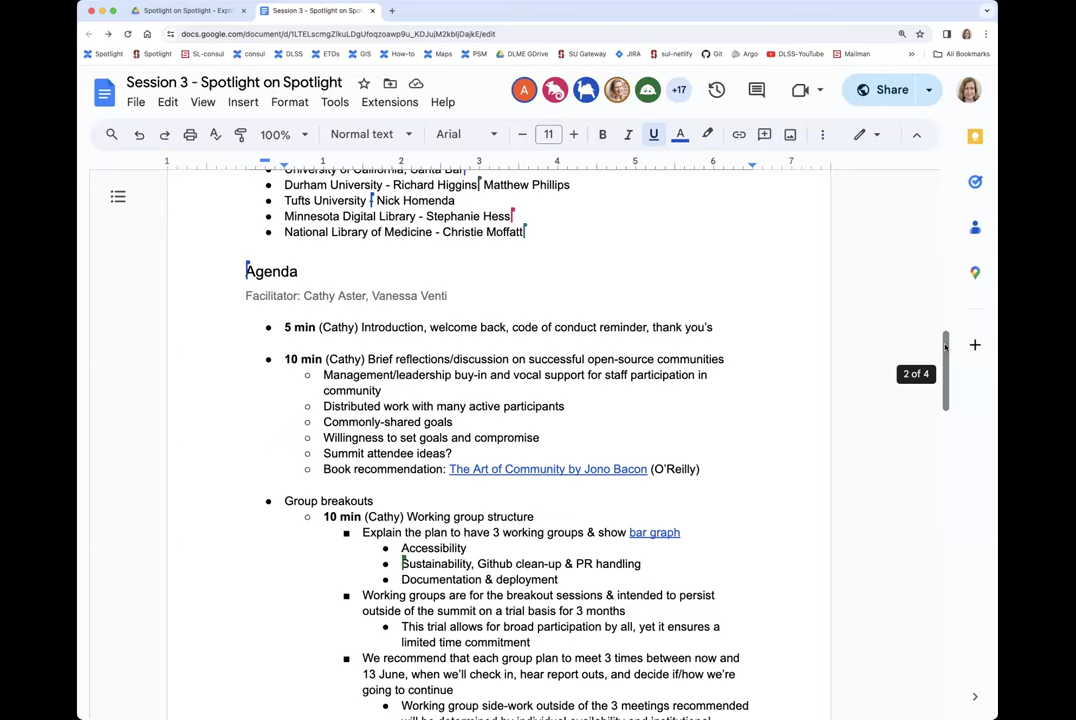 Spotlight on Spotlight - Explo
Session 3 - Spotlight on Spot
docs.google.com/document/d/1LTELscmgZlkuLDgUfoqzoawp9u_KDJujM2kbljDajkE/edit
Spotlight
Spotlight
SL-consul
consul
DLSS
ETDs
GIS
How-to
Maps
PSM
DLME GDrive
SU Gateway
JIRA
sul-netlify
Git
Argo
DLSS-YouTube
Mailman
»
All Bookmarks
Session 3 - Spotlight on Spotlight
A
+17
Share
File Edit View Insert Format Tools Extensions Help
100% Normal text Arial − 11 + B I U A
1 1 2 3 4 5 6 7
Durham University - Richard Higgins Matthew Phillips
Tufts University - Nick Homenda
Minnesota Digital Library - Stephanie Hess
National Library of Medicine - Christie Moffatt
Agenda
Facilitator: Cathy Aster, Vanessa Venti
● 5 min (Cathy) Introduction, welcome back, code of conduct reminder, thank you's
● 10 min (Cathy) Brief reflections/discussion on successful open-source communities
○ Management/leadership buy-in and vocal support for staff participation in
community
○ Distributed work with many active participants
○ Commonly-shared goals
○ Willingness to set goals and compromise
○ Summit attendee ideas?
○ Book recommendation: The Art of Community by Jono Bacon (O'Reilly)
● Group breakouts
○ 10 min (Cathy) Working group structure
■ Explain the plan to have 3 working groups & show bar graph
● Accessibility
● Sustainability, Github clean-up & PR handling
● Documentation & deployment
■ Working groups are for the breakout sessions & intended to persist
outside of the summit on a trial basis for 3 months
● This trial allows for broad participation by all, yet it ensures a
limited time commitment
■ We recommend that each group plan to meet 3 times between now and
13 June, when we'll check in, hear report outs, and decide if/how we're
going to continue
● Working group side-work outside of the 3 meetings recommended
2 of 4